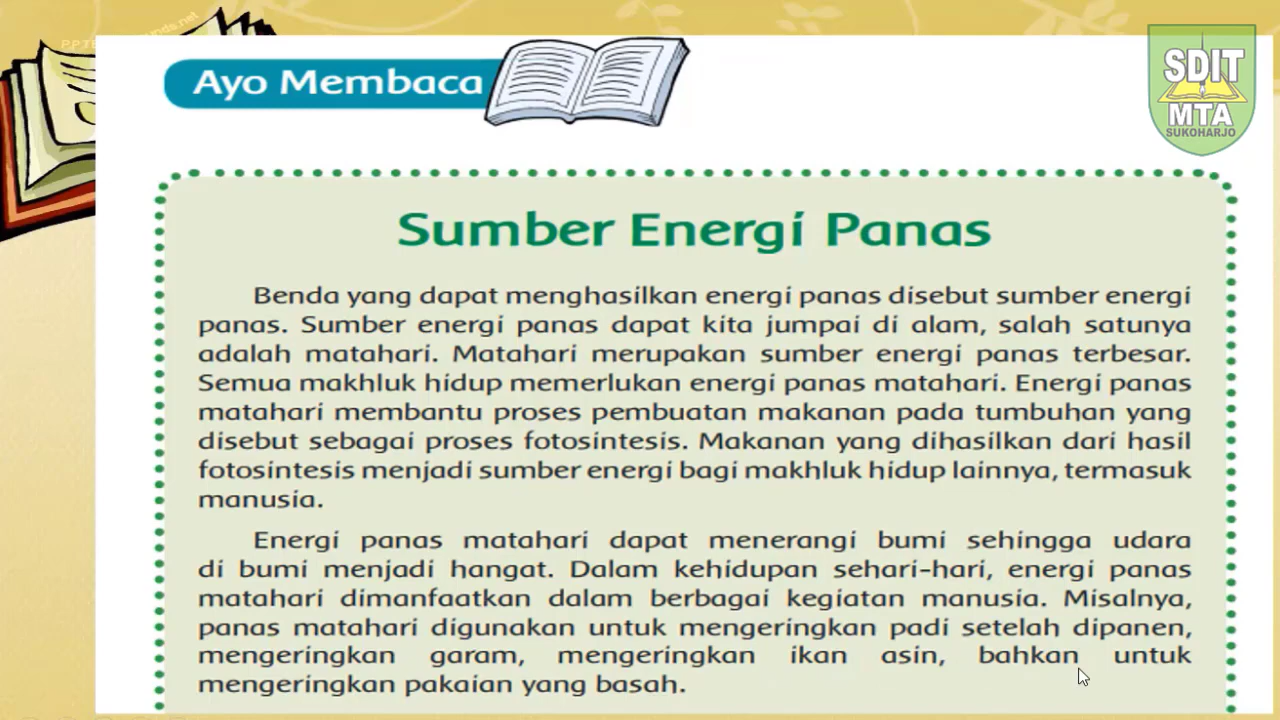 Ayo Membaca
SDIT
MTA
SUKOHARJO
Sumber Energi Panas
Benda yang dapat menghasilkan energi panas disebut sumber energi
panas. Sumber energi panas dapat kita jumpai di alam, salah satunya
adalah matahari. Matahari merupakan sumber energi panas terbesar.
Semua makhluk hidup memerlukan energi panas matahari. Energi panas
matahari membantu proses pembuatan makanan pada tumbuhan yang
disebut sebagai proses fotosintesis. Makanan yang dihasilkan dari hasil
fotosintesis menjadi sumber energi bagi makhluk hidup lainnya, termasuk
manusia.
Energi panas matahari dapat menerangi bumi sehingga udara
di bumi menjadi hangat. Dalam kehidupan sehari-hari, energi panas
matahari dimanfaatkan dalam berbagai kegiatan manusia. Misalnya,
panas matahari digunakan untuk mengeringkan padi setelah dipanen,
mengeringkan garam, mengeringkan ikan asin, bahkan untuk
mengeringkan pakaian yang basah.